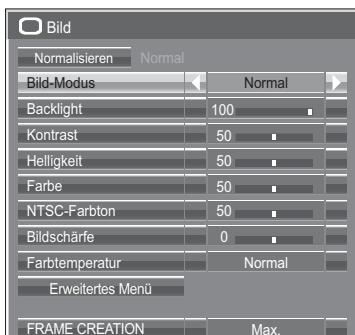 Bild
Normalisieren Normal
Bild-Modus Normal
Backlight 100
Kontrast 50
Helligkeit 50
Farbe 50
NTSC-Farbton 50
Bildschärfe 0
Farbtemperatur Normal
Erweitertes Menü
FRAME CREATION Max.